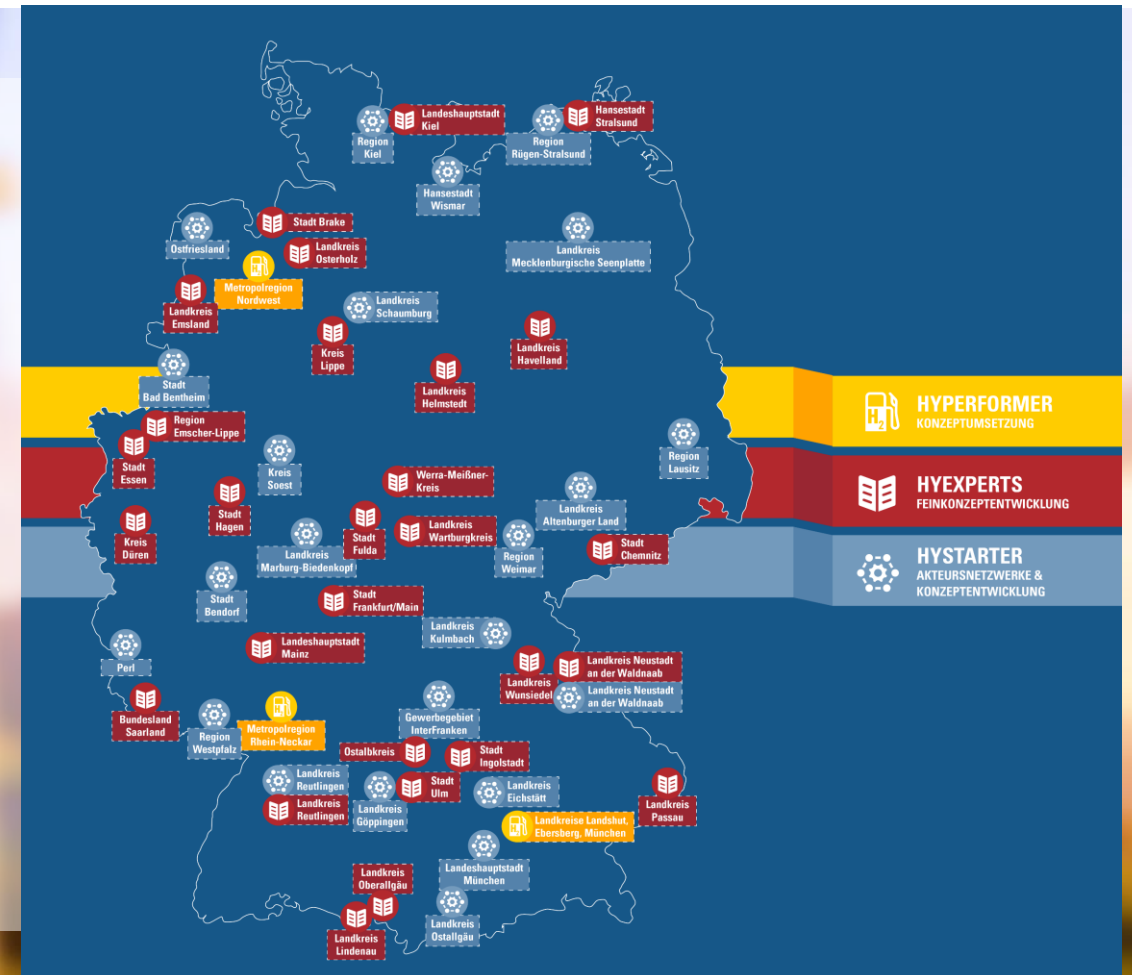 Landeshauptstadt
Kiel
Region
Kiel
Hansestadt
Stralsund
Region
Rügen-Stralsund
Hansestadt
Wismar
Stadt Brake
Ostfriesland
Landkreis
Osterholz
Landkreis
Mecklenburgische Seenplatte
H2
Metropolregion
Nordwest
Landkreis
Emsland
Landkreis
Schaumburg
Kreis
Lippe
Landkreis
Havelland
Stadt
Bad Bentheim
Landkreis
Helmstedt
Region
Emscher-Lippe
Stadt
Essen
Kreis
Soest
Region
Lausitz
Werra-Meißner-
Kreis
Stadt
Hagen
Landkreis
Altenburger Land
Kreis
Düren
Stadt
Fulda
Landkreis
Wartburgkreis
Landkreis
Marburg-Biedenkopf
Region
Weimar
Stadt
Chemnitz
Stadt
Bendorf
Stadt
Frankfurt/Main
Landkreis
Kulmbach
Landeshauptstadt
Mainz
Perl
Landkreis
Wunsiedel
Landkreis Neustadt
an der Waldnaab
Landkreis Neustadt
an der Waldnaab
Bundesland
Saarland
Region
Westpfalz
H2
Metropolregion
Rhein-Neckar
Gewerbegebiet
InterFranken
Ostalbkreis
Stadt
Ingolstadt
Landkreis
Reutlingen
Landkreis
Reutlingen
Landkreis
Göppingen
Stadt
Ulm
Landkreis
Eichstätt
Landkreis
Passau
H2
Landkreise Landshut,
Ebersberg, München
Landeshauptstadt
München
Landkreis
Oberallgäu
Landkreis
Lindenau
Landkreis
Ostallgäu
H2
HYPERFORMER
KONZEPTUMSETZUNG
HYEXPERTS
FEINKONZEPTENTWICKLUNG
HYSTARTER
AKTEURSNETZWERKE &
KONZEPTENTWICKLUNG